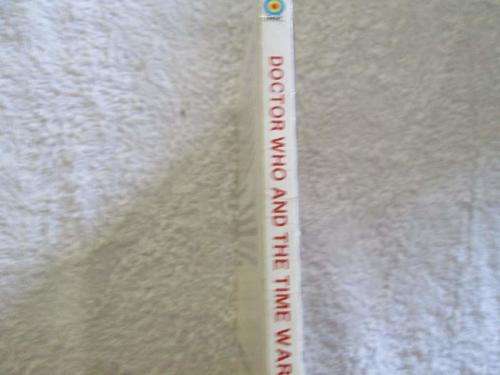 DOCTOR WHO AND THE TIME WAR